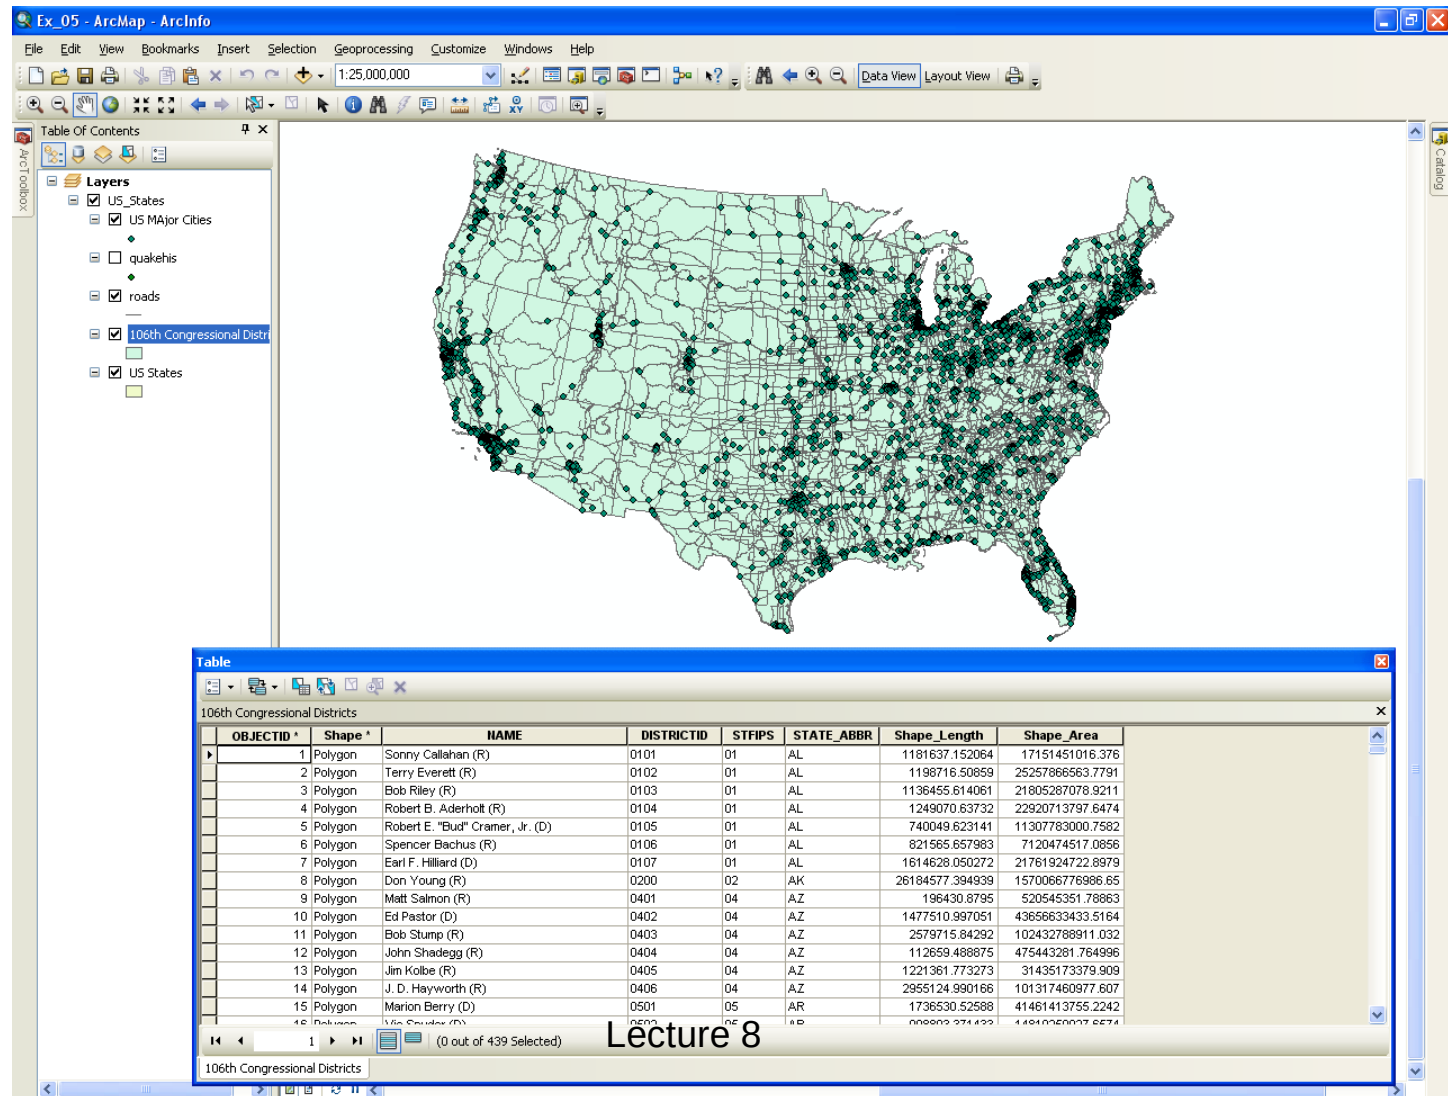 Ex_05 - ArcMap - ArcInfo
File Edit View Bookmarks Insert Selection Geoprocessing Customize Windows Help
1:25,000,000 Data View Layout View
Table Of Contents
ArcToolbox
Catalog
Layers
US_States
US MAjor Cities
quakehis
roads
106th Congressional Distri
US States
Table
106th Congressional Districts
OBJECTID * Shape * NAME DISTRICTID STFIPS STATE_ABBR Shape_Length Shape_Area
1 Polygon Sonny Callahan (R) 0101 01 AL 1181637.152064 17151451016.376
2 Polygon Terry Everett (R) 0102 01 AL 1198716.50859 25257866563.7791
3 Polygon Bob Riley (R) 0103 01 AL 1136455.614061 21805287078.9211
4 Polygon Robert B. Aderholt (R) 0104 01 AL 1249070.63732 22920713797.6474
5 Polygon Robert E. "Bud" Cramer, Jr. (D) 0105 01 AL 740049.623141 11307783000.7582
6 Polygon Spencer Bachus (R) 0106 01 AL 821565.657983 7120474517.0856
7 Polygon Earl F. Hilliard (D) 0107 01 AL 1614628.050272 21761924722.8979
8 Polygon Don Young (R) 0200 02 AK 26184577.394939 1570066776986.65
9 Polygon Matt Salmon (R) 0401 04 AZ 196430.8795 520545351.78863
10 Polygon Ed Pastor (D) 0402 04 AZ 1477510.997051 43656633433.5164
11 Polygon Bob Stump (R) 0403 04 AZ 2579715.84292 102432788911.032
12 Polygon John Shadegg (R) 0404 04 AZ 112659.488875 475443281.764996
13 Polygon Jim Kolbe (R) 0405 04 AZ 1221361.773273 31435173379.909
14 Polygon J. D. Hayworth (R) 0406 04 AZ 2955124.990166 101317460977.607
15 Polygon Marion Berry (D) 0501 05 AR 1736530.52588 41461413755.2242
16 Polygon
1 (0 out of 439 Selected)
Lecture 8
106th Congressional Districts